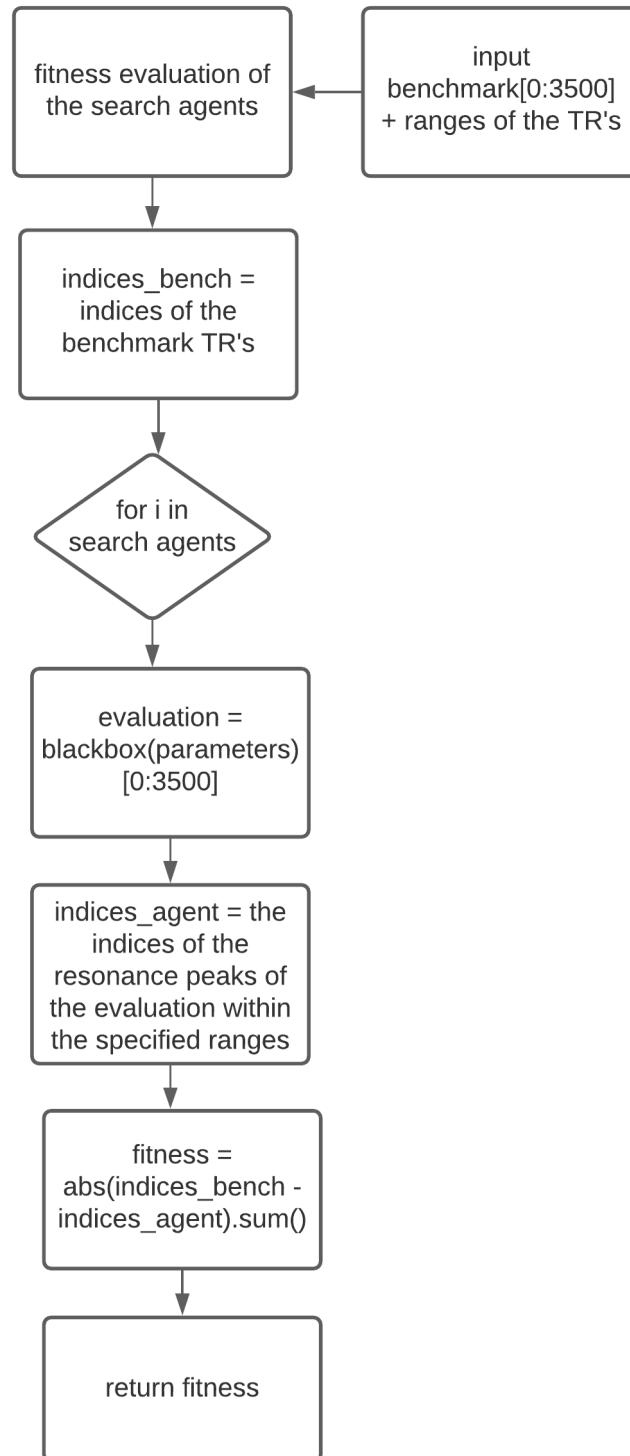 fitness evaluation of
the search agents
input
benchmark[0:3500]
+ ranges of the TR's
indices_bench =
indices of the
benchmark TR's
for i in
search agents
evaluation =
blackbox(parameters)
[0:3500]
indices_agent = the
indices of the
resonance peaks of
the evaluation within
the specified ranges
fitness =
abs(indices_bench -
indices_agent).sum()
return fitness